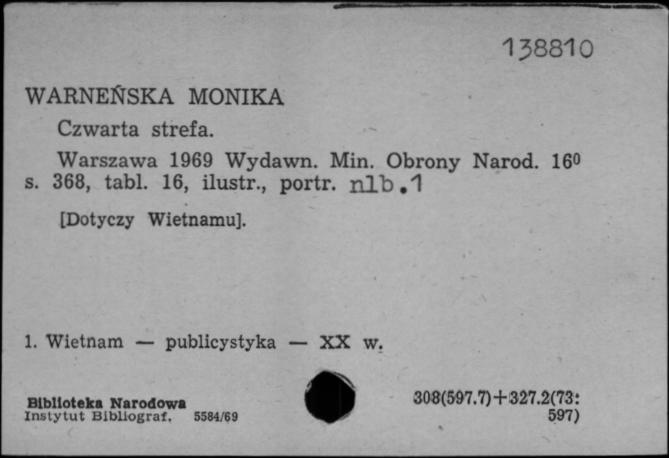 138810
WARNEŃSKA MONIKA
Czwarta strefa.
Warszawa 1969 Wydawn. Min. Obrony Narod. 16⁰
s. 368, tabl. 16, ilustr., portr. nlb.1
[Dotyczy Wietnamu].
1. Wietnam — publicystyka — XX w.
Biblioteka Narodowa
Instytut Bibliograf. 5584/69
308(597.7)+327.2(73:
597)